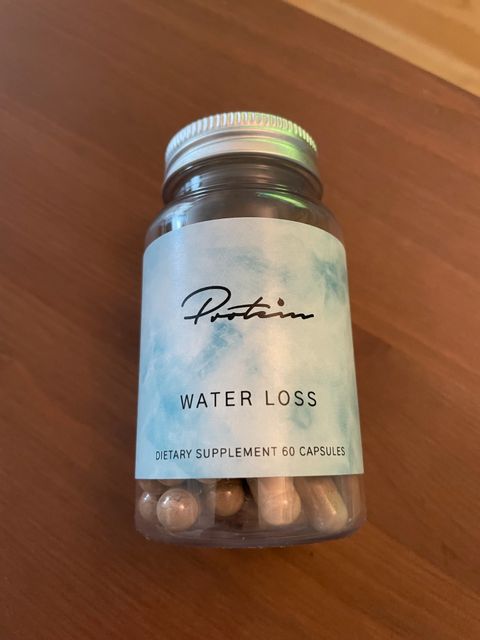 Protein
WATER LOSS
DIETARY SUPPLEMENT 60 CAPSULES